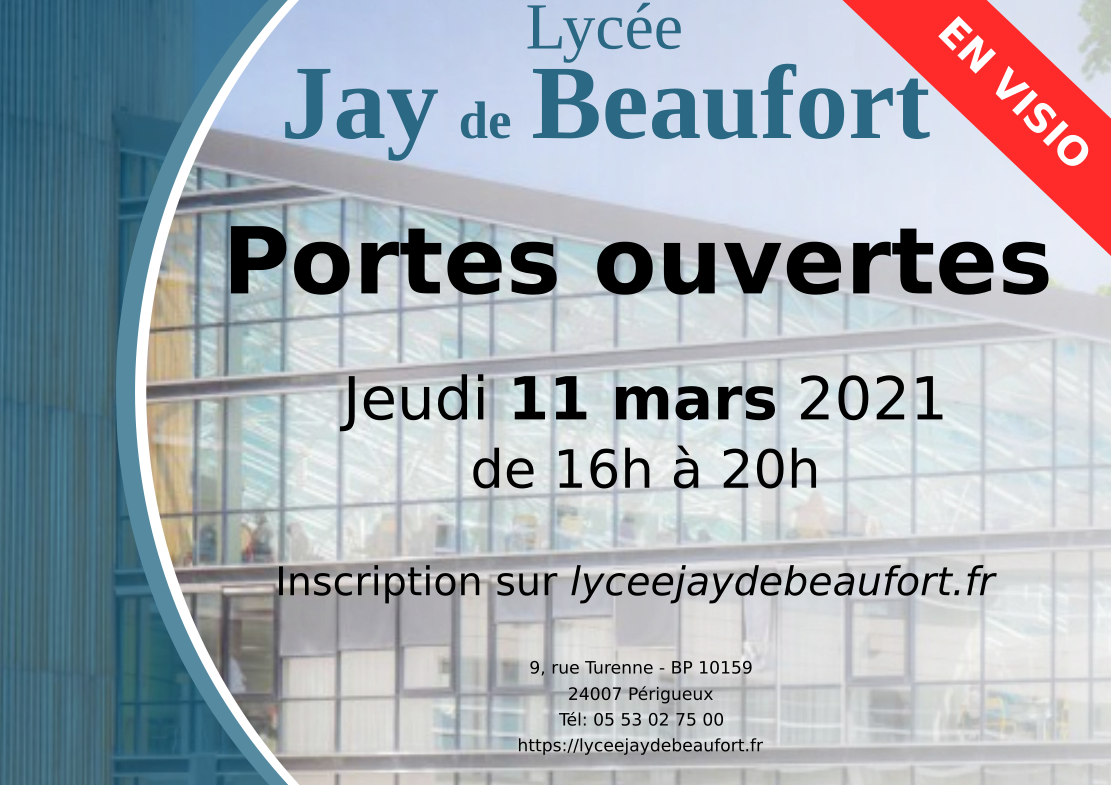 Lycée
Jay de Beaufort
EN VISIO
Portes ouvertes
Jeudi 11 mars 2021
de 16h à 20h
Inscription sur lyceejaydebeaufort.fr
9, rue Turenne - BP 10159
24007 Périgueux
Tél: 05 53 02 75 00
https://lyceejaydebeaufort.fr